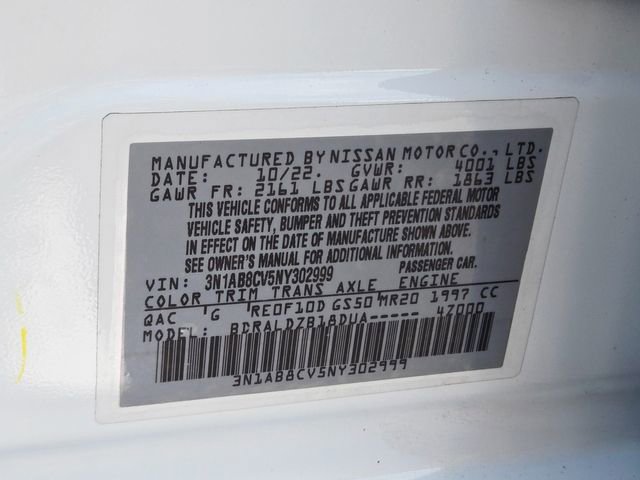 MANUFACTURED BY NISSAN MOTOR CO., LTD.
DATE: 10/22. GVWR: 4001 LBS
GAWR FR: 2161 LBS GAWR RR: 1863 LBS
THIS VEHICLE CONFORMS TO ALL APPLICABLE FEDERAL MOTOR
VEHICLE SAFETY, BUMPER AND THEFT PREVENTION STANDARDS
IN EFFECT ON THE DATE OF MANUFACTURE SHOWN ABOVE.
SEE OWNER'S MANUAL FOR ADDITIONAL INFORMATION.
VIN: 3N1AB8CV5NY302999 PASSENGER CAR.
COLOR TRIM TRANS AXLE ENGINE
QAC G RE0F10D GS50 MR20 1997 CC
MODEL: BDRALDZB18DUA----- 4Z000
3N1AB8CV5NY302999